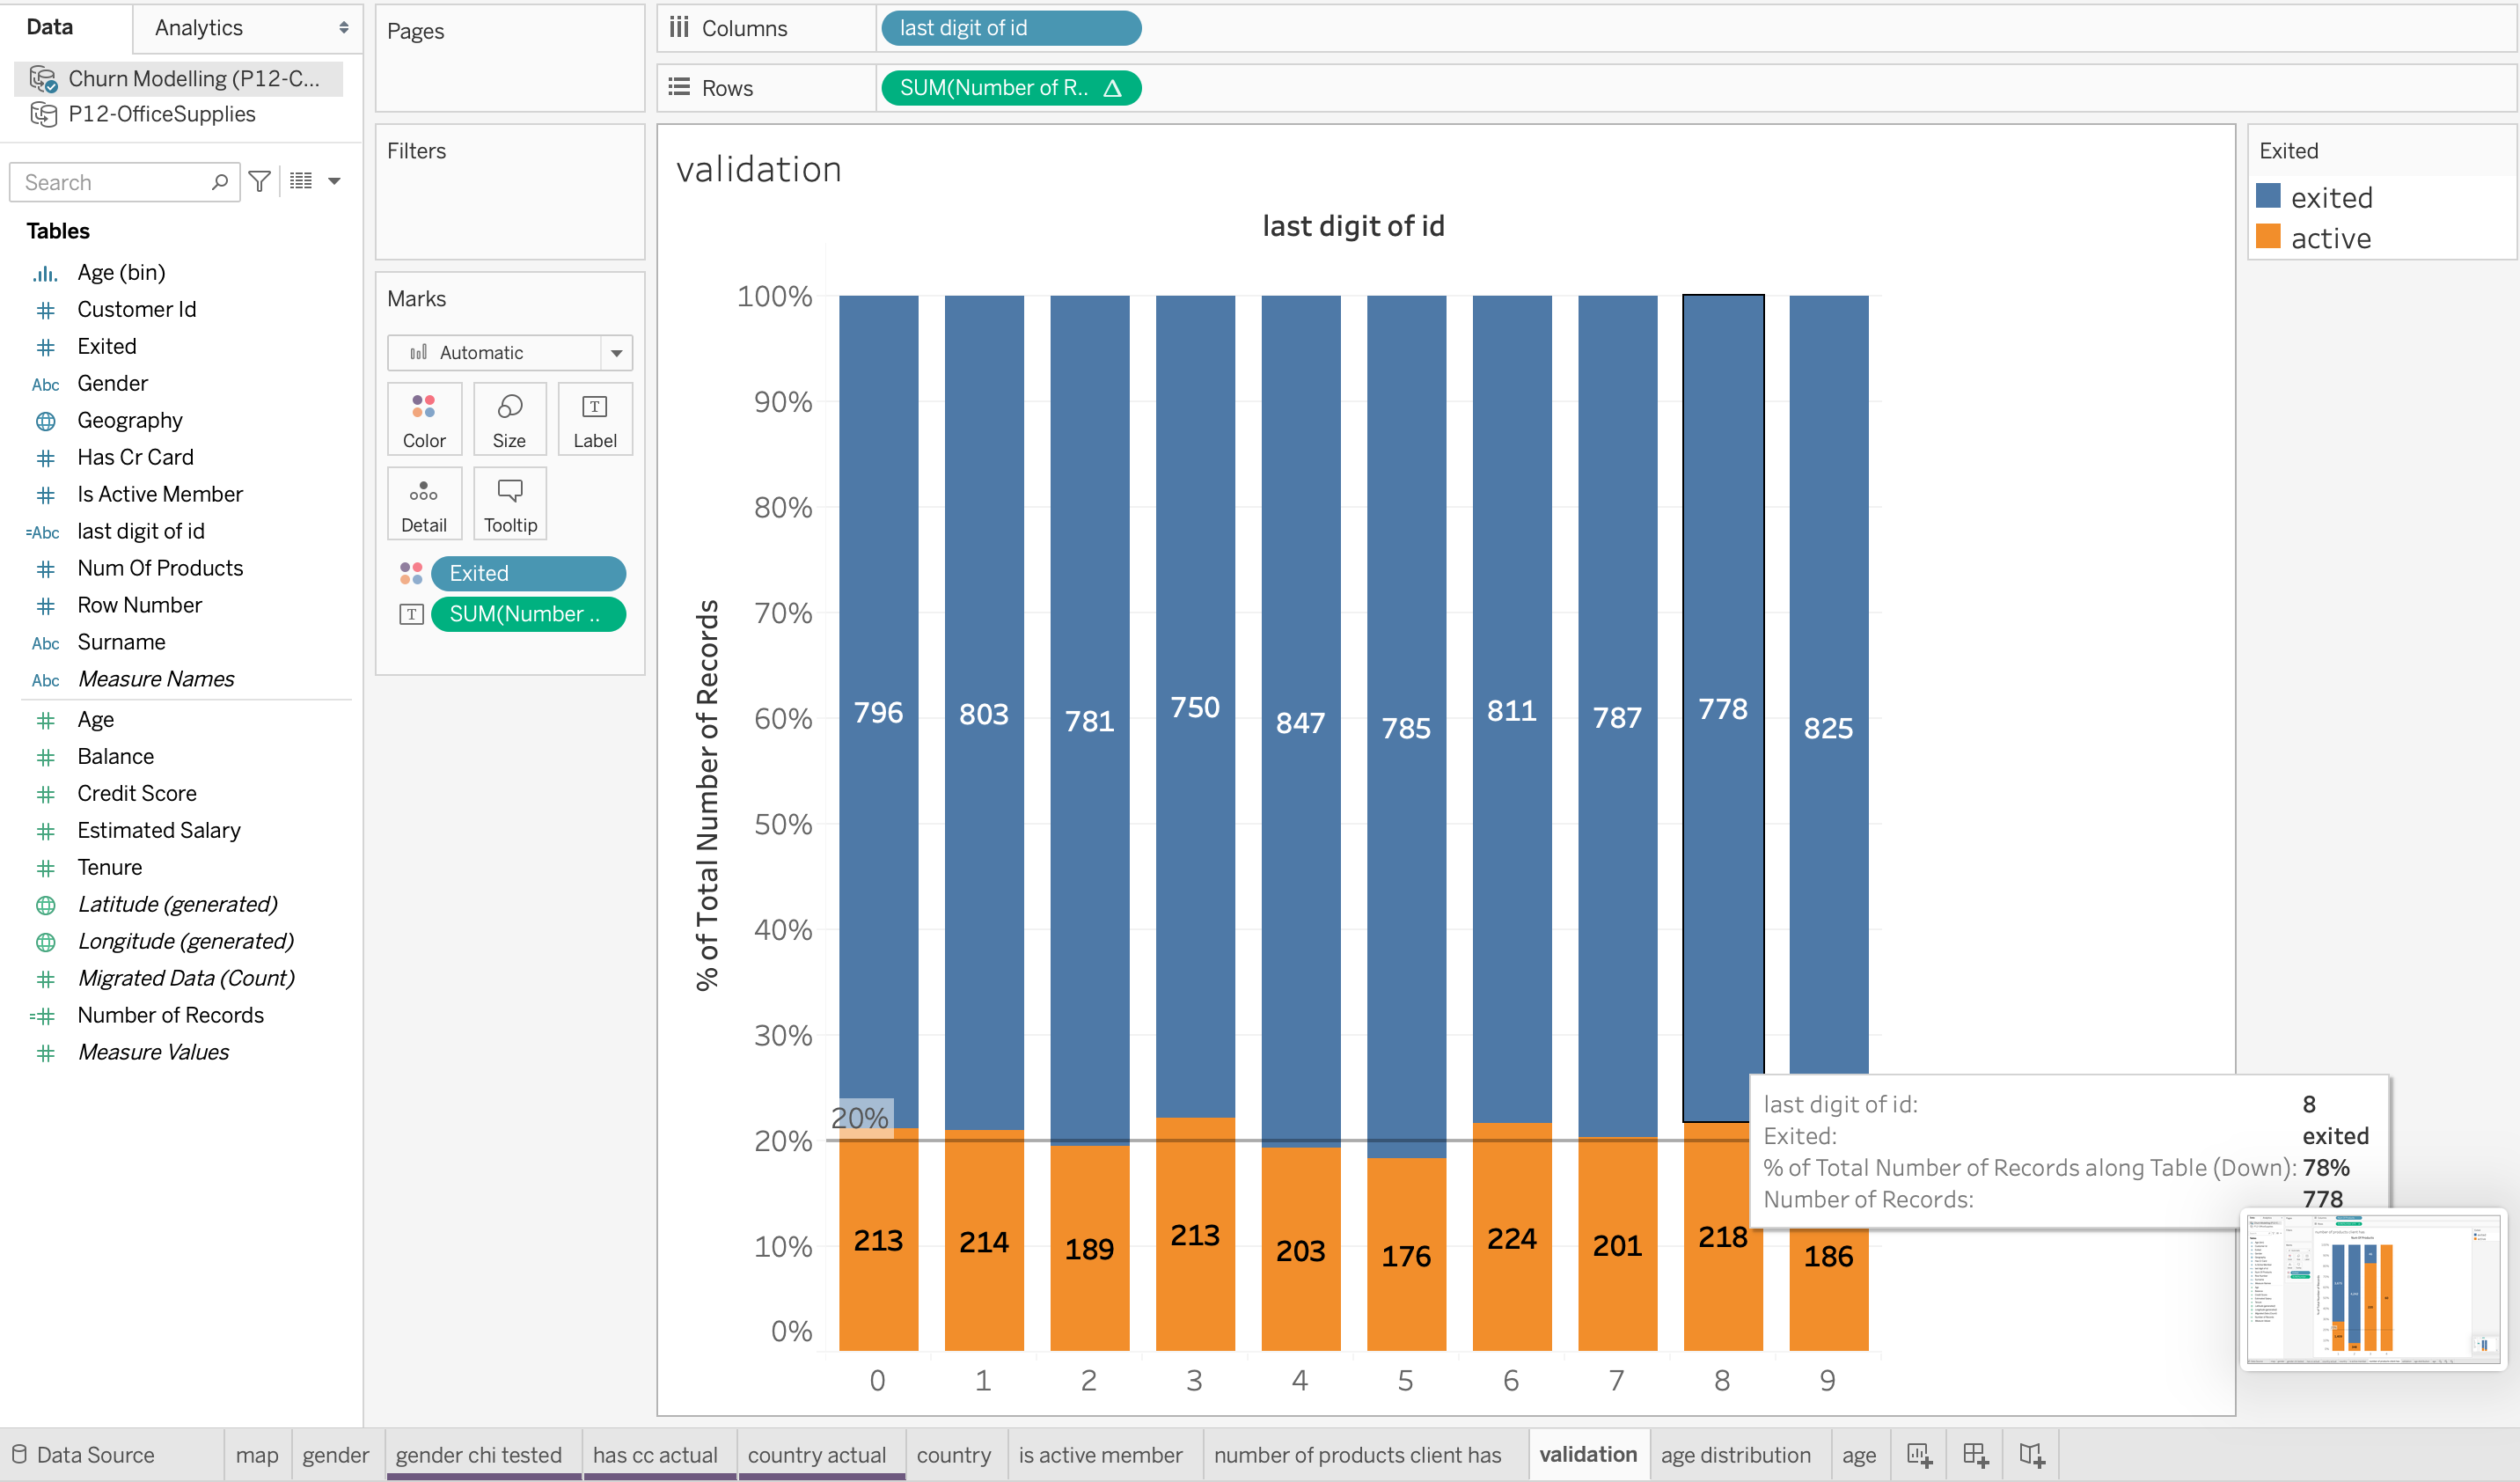 Data
Analytics
Churn Modelling (P12-C...
P12-OfficeSupplies
Search
Tables
Age (bin)
# Customer Id
# Exited
Abc Gender
Geography
# Has Cr Card
# Is Active Member
=Abc last digit of id
# Num Of Products
# Row Number
Abc Surname
Abc Measure Names
# Age
# Balance
# Credit Score
# Estimated Salary
# Tenure
Latitude (generated)
Longitude (generated)
# Migrated Data (Count)
=# Number of Records
# Measure Values
Pages
Filters
Marks
Automatic
Color Size T Label
Detail Tooltip
Exited
T SUM(Number ..
Columns last digit of id
Rows SUM(Number of R.. Δ
validation
last digit of id
% of Total Number of Records
100%
90%
80%
70%
60%
50%
40%
30%
20%
20%
10%
0%
796 803 781 750 847 785 811 787 778 825
213 214 189 213 203 176 224 201 218 186
0 1 2 3 4 5 6 7 8 9
last digit of id: 8
Exited: exited
% of Total Number of Records along Table (Down): 78%
Number of Records: 778
Exited
exited
active
Data Source map gender gender chi tested has cc actual country actual country is active member number of products client has validation age distribution age